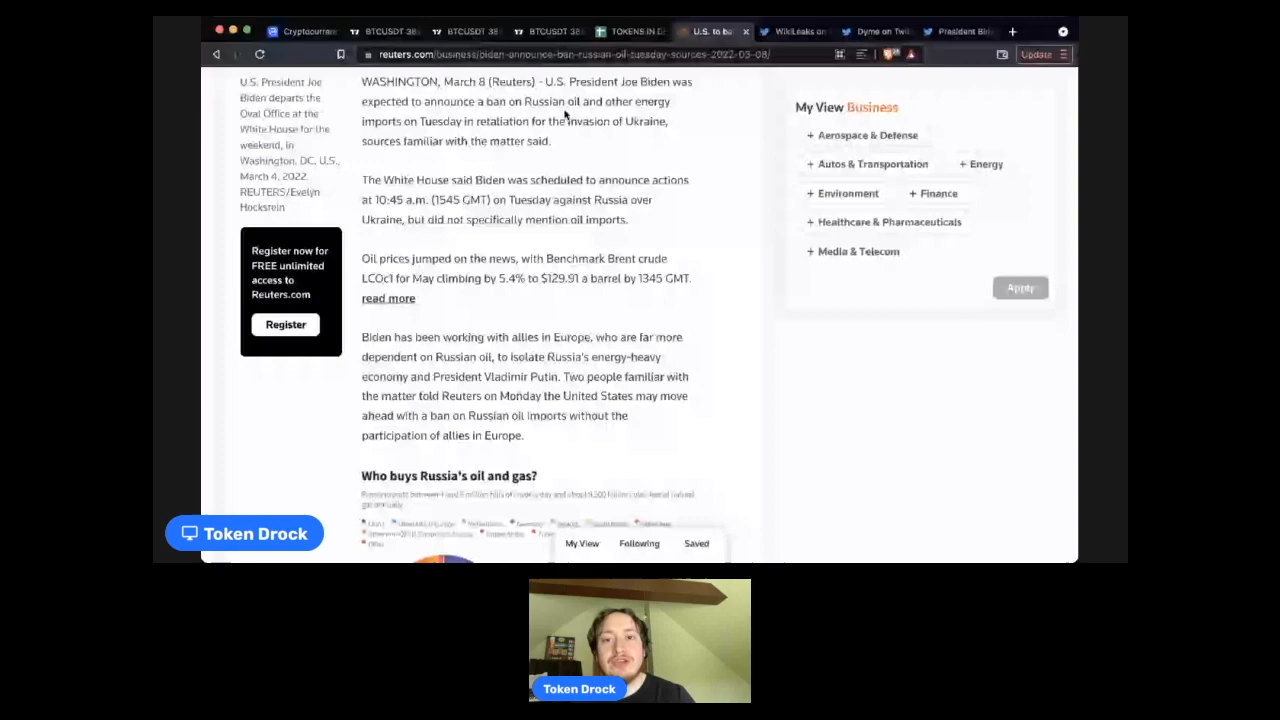 Cryptocurren
BTCUSDT 38
BTCUSDT 38
BTCUSDT 38
TOKENS IN DE
U.S. to ba
WikiLeaks on
Dyme on Twit
President Bid
reuters.com/business/biden-announce-ban-russian-oil-tuesday-sources-2022-03-08/
Update
U.S. President Joe
Biden departs the
Oval Office at the
White House for the
weekend, in
Washington, DC, U.S.,
March 4, 2022.
REUTERS/Evelyn
Hockstein
Register now for
FREE unlimited
access to
Reuters.com
Register
WASHINGTON, March 8 (Reuters) - U.S. President Joe Biden was
expected to announce a ban on Russian oil and other energy
imports on Tuesday in retaliation for the invasion of Ukraine,
sources familiar with the matter said.
The White House said Biden was scheduled to announce actions
at 10:45 a.m. (1545 GMT) on Tuesday against Russia over
Ukraine, but did not specifically mention oil imports.
Oil prices jumped on the news, with Benchmark Brent crude
LCOc1 for May climbing by 5.4% to $129.91 a barrel by 1345 GMT.
read more
Biden has been working with allies in Europe, who are far more
dependent on Russian oil, to isolate Russia's energy-heavy
economy and President Vladimir Putin. Two people familiar with
the matter told Reuters on Monday the United States may move
ahead with a ban on Russian oil imports without the
participation of allies in Europe.
Who buys Russia's oil and gas?
My View Business
+ Aerospace & Defense
+ Autos & Transportation
+ Energy
+ Environment
+ Finance
+ Healthcare & Pharmaceuticals
+ Media & Telecom
Apply
My View
Following
Saved
Token Drock
Token Drock